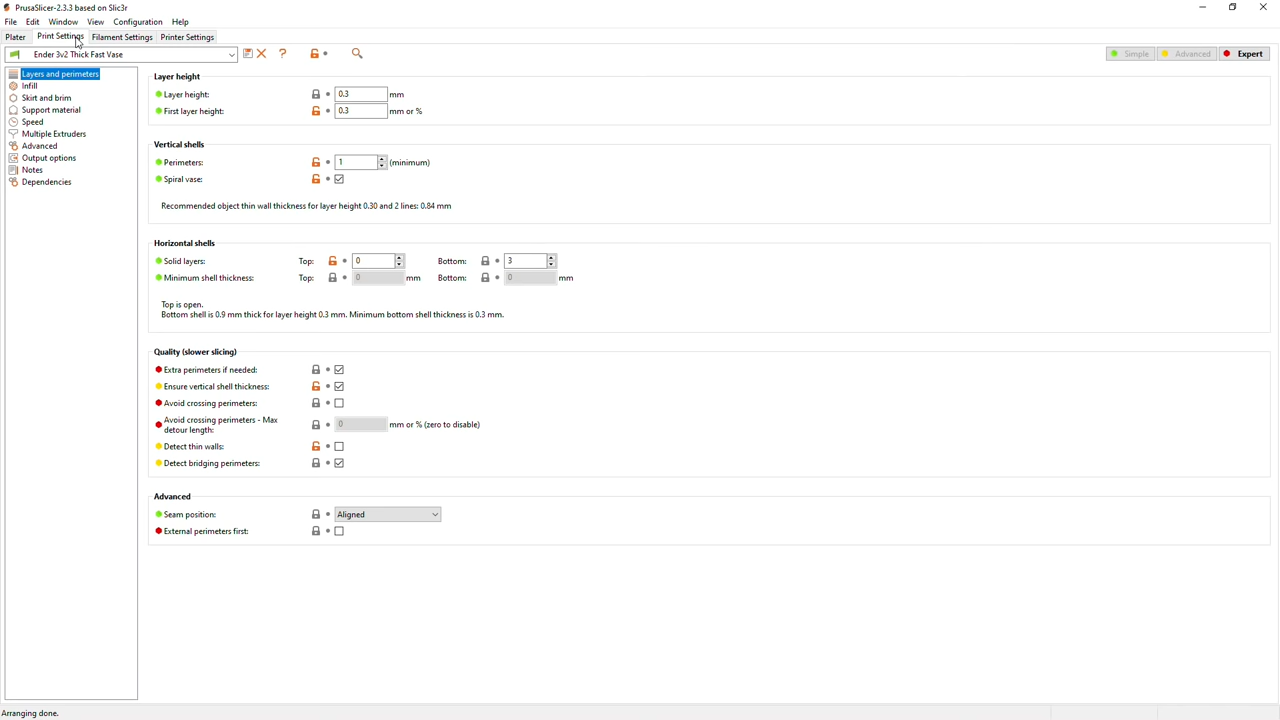 PrusaSlicer-2.3.3 based on Slic3r
File Edit Window View Configuration Help
Plater Print Settings Filament Settings Printer Settings
Ender 3v2 Thick Fast Vase
Simple Advanced Expert
Layers and perimeters
Infill
Skirt and brim
Support material
Speed
Multiple Extruders
Advanced
Output options
Notes
Dependencies
Layer height
Layer height: 0.3 mm
First layer height: 0.3 mm or %
Vertical shells
Perimeters: 1 (minimum)
Spiral vase:
Recommended object thin wall thickness for layer height 0.30 and 2 lines: 0.84 mm
Horizontal shells
Solid layers: Top: 0 Bottom: 3
Minimum shell thickness: Top: 0 mm Bottom: 0 mm
Top is open.
Bottom shell is 0.9 mm thick for layer height 0.3 mm. Minimum bottom shell thickness is 0.3 mm.
Quality (slower slicing)
Extra perimeters if needed:
Ensure vertical shell thickness:
Avoid crossing perimeters:
Avoid crossing perimeters - Max
detour length: 0 mm or % (zero to disable)
Detect thin walls:
Detect bridging perimeters:
Advanced
Seam position: Aligned
External perimeters first:
Arranging done.